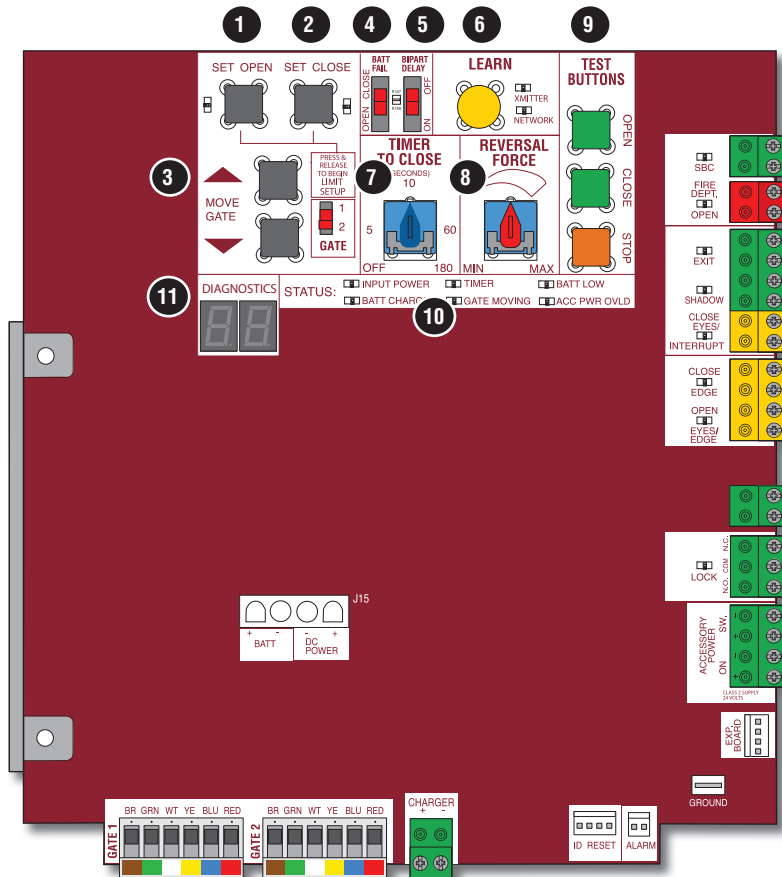 1 2 4 5 6 9
SET OPEN SET CLOSE
BATT FAIL
BIPART DELAY
OPEN CLOSE
ON OFF
LEARN
XMITTER
NETWORK
TEST BUTTONS
OPEN
CLOSE
STOP
3
MOVE GATE
PRESS &
RELEASE
TO BEGIN
LIMIT
SETUP
1
2
GATE
7
TIMER
TO CLOSE
(SECONDS)
10
5 60
OFF 180
8
REVERSAL
FORCE
MIN MAX
11
DIAGNOSTICS
88
STATUS: INPUT POWER TIMER BATT LOW
BATT CHARG 10 GATE MOVING ACC PWR OVLD
SBC
FIRE
DEPT.
OPEN
EXIT
SHADOW
CLOSE
EYES/
INTERRUPT
CLOSE
EDGE
OPEN
EYES/
EDGE
N.C.
COM
N.O.
LOCK
ACCESSORY
POWER
SW.
- +
ON
- +
CLASS 2 SUPPLY
24 VOLTS
EXP.
BOARD
GROUND
J15
+ - - +
BATT
DC
POWER
GATE 1
BR GRN WT YE BLU RED
GATE 2
BR GRN WT YE BLU RED
CHARGER
+ -
ID RESET
ALARM